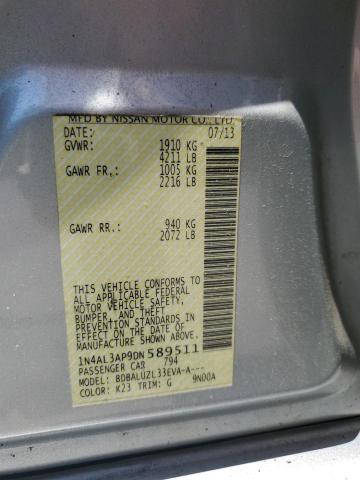 MFD BY NISSAN MOTOR CO., LTD.
DATE: 07/13
GVWR: 1910 KG
4211 LB
GAWR FR.: 1005 KG
2216 LB
GAWR RR.: 940 KG
2072 LB
THIS VEHICLE CONFORMS TO
ALL APPLICABLE FEDERAL
MOTOR VEHICLE SAFETY,
BUMPER, AND THEFT
PREVENTION STANDARDS IN
EFFECT ON THE DATE OF
MANUFACTURE SHOWN ABOVE.
1N4AL3AP9DN 589511
PASSENGER CAR 794
MODEL: BDBALUZL33EVA-A---
COLOR: K23 TRIM: G 9N00A